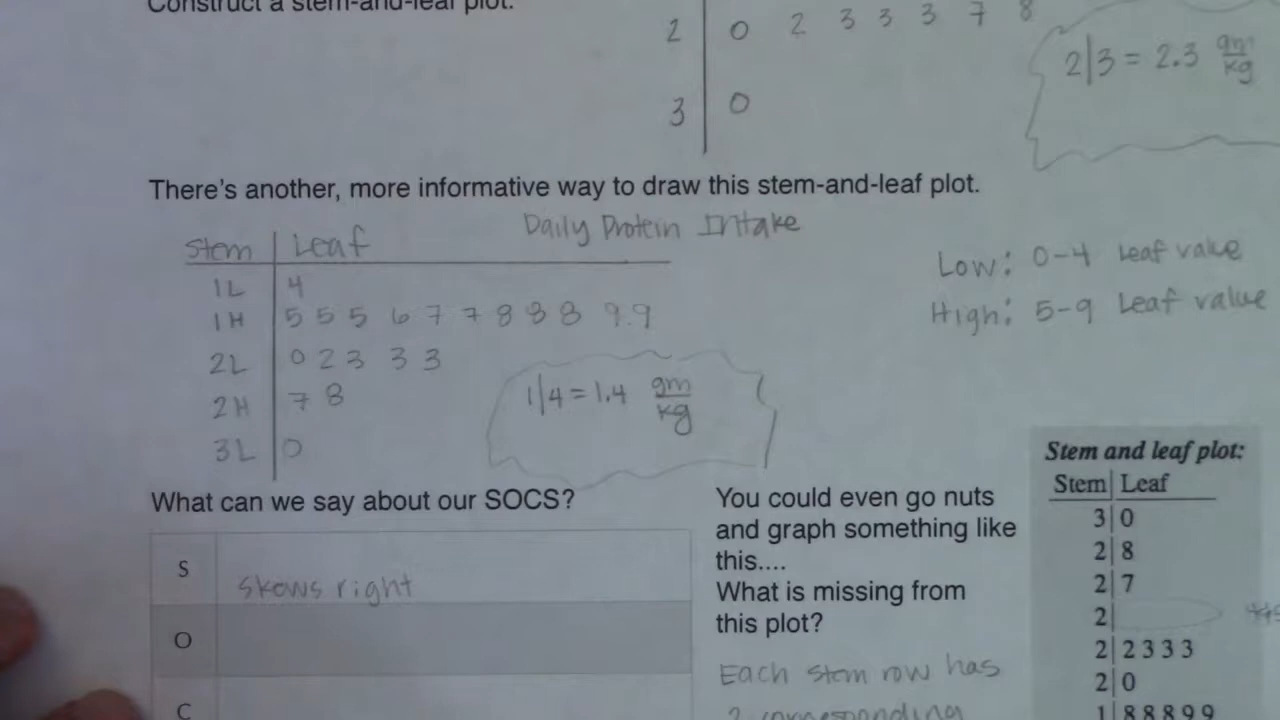 Construct a stem-and-leaf plot.
2 | 0 2 3 3 3 7 8
2|3 = 2.3 gm/kg
3 | 0
There's another, more informative way to draw this stem-and-leaf plot.
Daily Protein Intake
Stem | Leaf
1L | 4
1H | 5 5 5 6 7 7 8 8 8 9 9
2L | 0 2 3 3 3
2H | 7 8
3L | 0
1|4 = 1.4 gm/kg
Low: 0-4 Leaf value
High: 5-9 Leaf value
What can we say about our SOCS?
S
skews right
O
C
You could even go nuts
and graph something like
this....
What is missing from
this plot?
Each stem row has
2 corresponding
Stem and leaf plot:
Stem | Leaf
3|0
2|8
2|7
2|
2|2 3 3 3
2|0
1|8 8 8 9 9